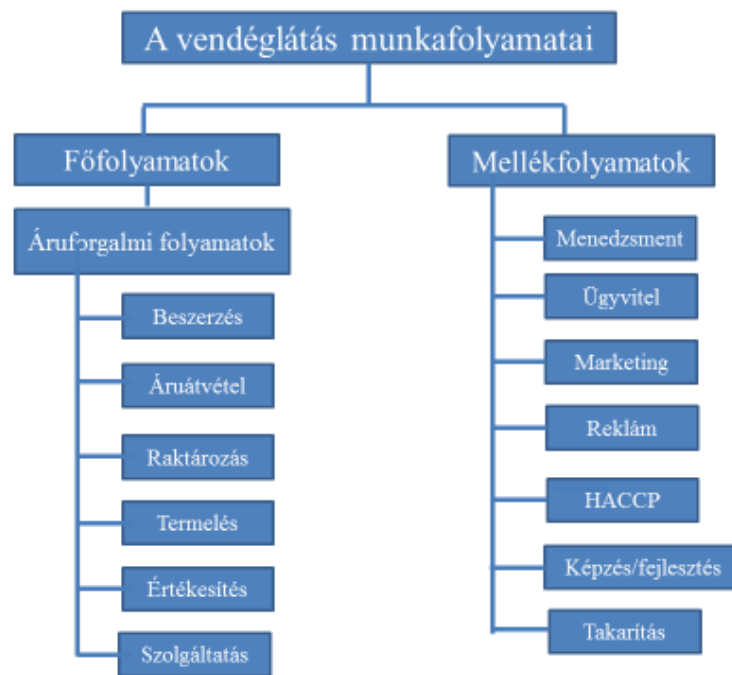 A vendéglátás munkafolyamatai
Főfolyamatok
Áruforgalmi folyamatok
Beszerzés
Áruátvétel
Raktározás
Termelés
Értékesítés
Szolgáltatás
Mellékfolyamatok
Menedzsment
Ügyvitel
Marketing
Reklám
HACCP
Képzés/fejlesztés
Takarítás